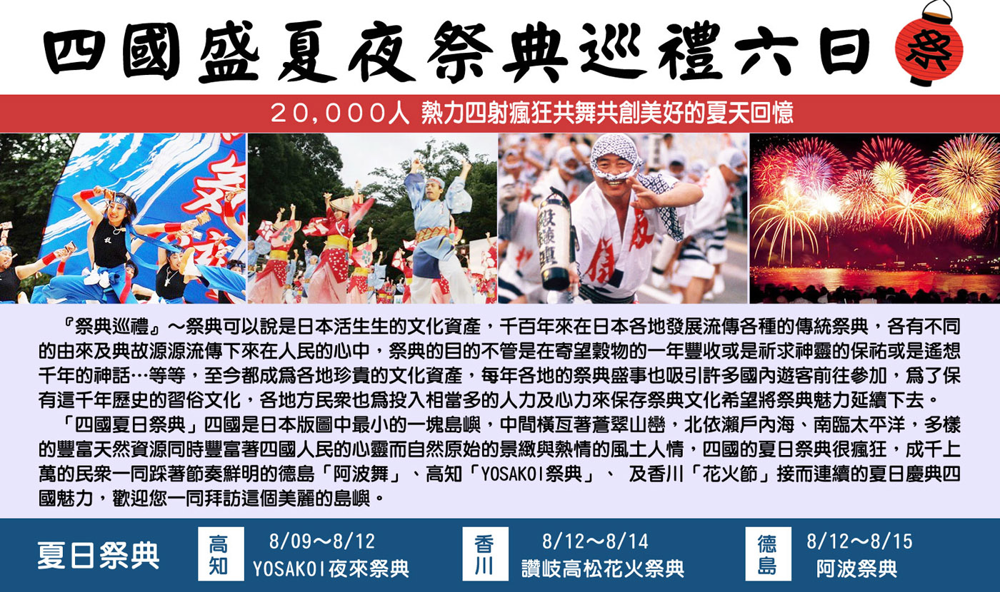 四國盛夏夜祭典巡禮六日
祭
20,000人 熱力四射瘋狂共舞共創美好的夏天回憶
乱
『祭典巡禮』～祭典可以說是日本活生生的文化資產，千百年來在日本各地發展流傳各種的傳統祭典，各有不同
的由來及典故源源流傳下來在人民的心中，祭典的目的不管是在寄望穀物的一年豐收或是祈求神靈的保祐或是遙想
千年的神話…等等，至今都成爲各地珍貴的文化資產，每年各地的祭典盛事也吸引許多國內遊客前往參加，爲了保
有這千年歷史的習俗文化，各地方民眾也爲投入相當多的人力及心力來保存祭典文化希望將祭典魅力延續下去。
「四國夏日祭典」四國是日本版圖中最小的一塊島嶼，中間橫亙著蒼翠山巒，北依瀨戶內海、南臨太平洋，多樣
的豐富天然資源同時豐富著四國人民的心靈而自然原始的景緻與熱情的風土人情，四國的夏日祭典很瘋狂，成千上
萬的民眾一同踩著節奏鮮明的德島「阿波舞」、高知「YOSAKOI祭典」、 及香川「花火節」接而連續的夏日慶典四
國魅力，歡迎您一同拜訪這個美麗的島嶼。
夏日祭典
高知
8/09～8/12
YOSAKOI夜來祭典
香川
8/12～8/14
讚岐高松花火祭典
德島
8/12～8/15
阿波祭典